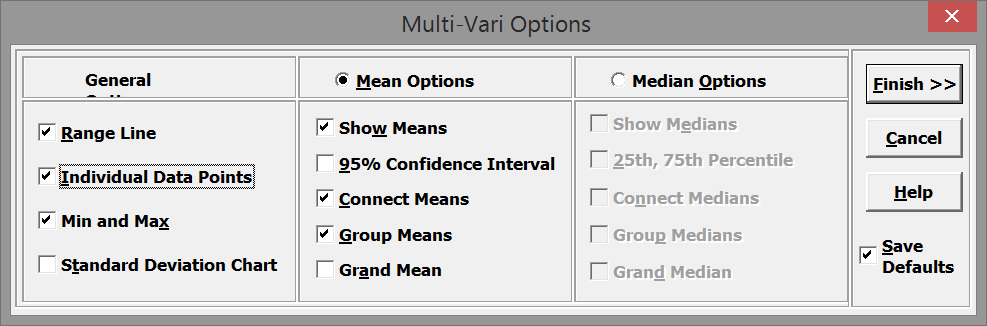 Multi-Vari Options
General
Mean Options
Median Options
Range Line
Individual Data Points
Min and Max
Standard Deviation Chart
Show Means
95% Confidence Interval
Connect Means
Group Means
Grand Mean
Show Medians
25th, 75th Percentile
Connect Medians
Group Medians
Grand Median
Finish >>
Cancel
Help
Save
Defaults